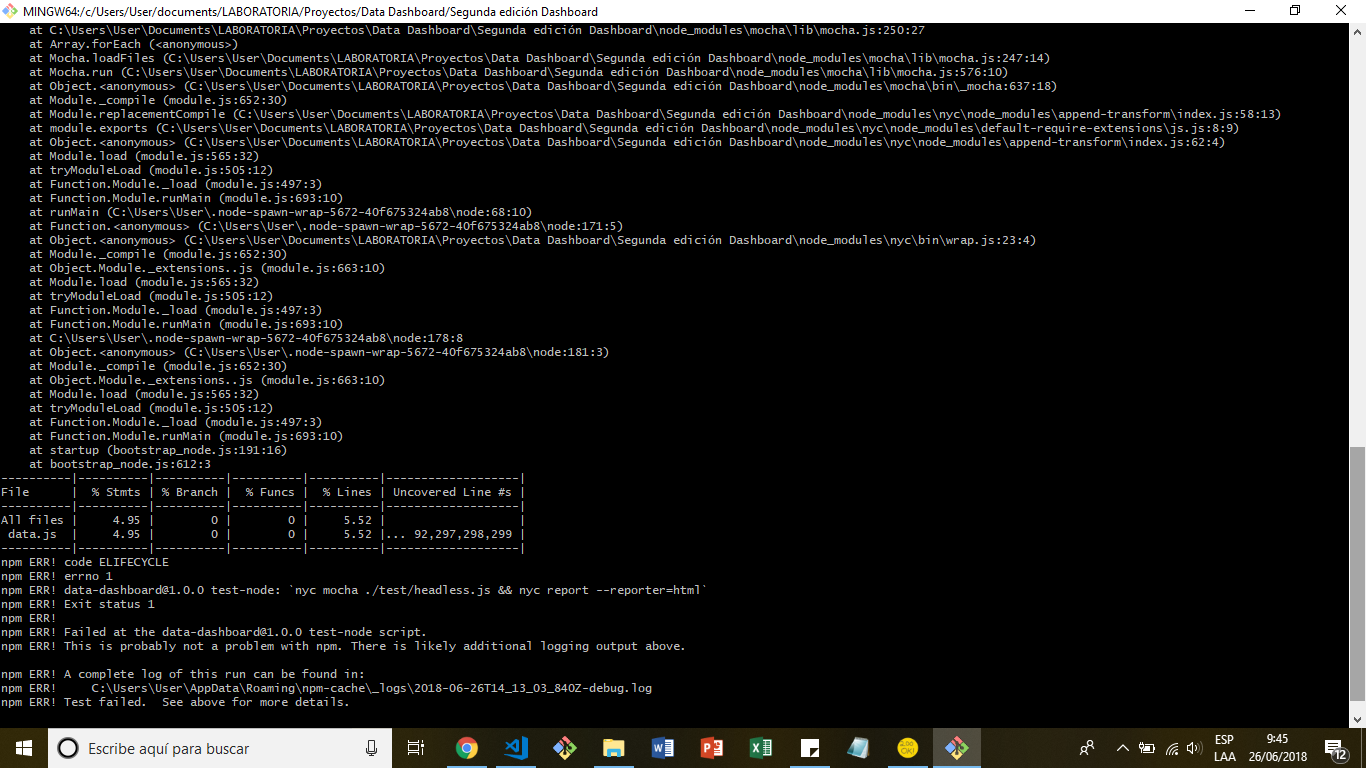 MINGW64:/c/Users/User/documents/LABORATORIA/Proyectos/Data Dashboard/Segunda edición Dashboard
    at C:\Users\User\Documents\LABORATORIA\Proyectos\Data Dashboard\Segunda edición Dashboard\node_modules\mocha\lib\mocha.js:250:27
    at Array.forEach (<anonymous>)
    at Mocha.loadFiles (C:\Users\User\Documents\LABORATORIA\Proyectos\Data Dashboard\Segunda edición Dashboard\node_modules\mocha\lib\mocha.js:247:14)
    at Mocha.run (C:\Users\User\Documents\LABORATORIA\Proyectos\Data Dashboard\Segunda edición Dashboard\node_modules\mocha\lib\mocha.js:576:10)
    at Object.<anonymous> (C:\Users\User\Documents\LABORATORIA\Proyectos\Data Dashboard\Segunda edición Dashboard\node_modules\mocha\bin\_mocha:637:18)
    at Module._compile (module.js:652:30)
    at Module.replacementCompile (C:\Users\User\Documents\LABORATORIA\Proyectos\Data Dashboard\Segunda edición Dashboard\node_modules\nyc\node_modules\append-transform\index.js:58:13)
    at module.exports (C:\Users\User\Documents\LABORATORIA\Proyectos\Data Dashboard\Segunda edición Dashboard\node_modules\nyc\node_modules\default-require-extensions\js.js:8:9)
    at Object.<anonymous> (C:\Users\User\Documents\LABORATORIA\Proyectos\Data Dashboard\Segunda edición Dashboard\node_modules\nyc\node_modules\append-transform\index.js:62:4)
    at Module.load (module.js:565:32)
    at tryModuleLoad (module.js:505:12)
    at Function.Module._load (module.js:497:3)
    at Function.Module.runMain (module.js:693:10)
    at runMain (C:\Users\User\.node-spawn-wrap-5672-40f675324ab8\node:68:10)
    at Function.<anonymous> (C:\Users\User\.node-spawn-wrap-5672-40f675324ab8\node:171:5)
    at Object.<anonymous> (C:\Users\User\Documents\LABORATORIA\Proyectos\Data Dashboard\Segunda edición Dashboard\node_modules\nyc\bin\wrap.js:23:4)
    at Module._compile (module.js:652:30)
    at Object.Module._extensions..js (module.js:663:10)
    at Module.load (module.js:565:32)
    at tryModuleLoad (module.js:505:12)
    at Function.Module._load (module.js:497:3)
    at Function.Module.runMain (module.js:693:10)
    at C:\Users\User\.node-spawn-wrap-5672-40f675324ab8\node:178:8
    at Object.<anonymous> (C:\Users\User\.node-spawn-wrap-5672-40f675324ab8\node:181:3)
    at Module._compile (module.js:652:30)
    at Object.Module._extensions..js (module.js:663:10)
    at Module.load (module.js:565:32)
    at tryModuleLoad (module.js:505:12)
    at Function.Module._load (module.js:497:3)
    at Function.Module.runMain (module.js:693:10)
    at startup (bootstrap_node.js:191:16)
    at bootstrap_node.js:612:3
----------|----------|----------|----------|----------|-------------------|
File      |  % Stmts | % Branch |  % Funcs |  % Lines | Uncovered Line #s |
----------|----------|----------|----------|----------|-------------------|
All files |     4.95 |        0 |        0 |     5.52 |                   |
 data.js  |     4.95 |        0 |        0 |     5.52 |... 92,297,298,299 |
----------|----------|----------|----------|----------|-------------------|
npm ERR! code ELIFECYCLE
npm ERR! errno 1
npm ERR! data-dashboard@1.0.0 test-node: `nyc mocha ./test/headless.js && nyc report --reporter=html`
npm ERR! Exit status 1
npm ERR!
npm ERR! Failed at the data-dashboard@1.0.0 test-node script.
npm ERR! This is probably not a problem with npm. There is likely additional logging output above.
npm ERR! A complete log of this run can be found in:
npm ERR!     C:\Users\User\AppData\Roaming\npm-cache\_logs\2018-06-26T14_13_03_840Z-debug.log
npm ERR! Test failed.  See above for more details.
Escribe aquí para buscar
ESP
LAA
9:45
26/06/2018
12